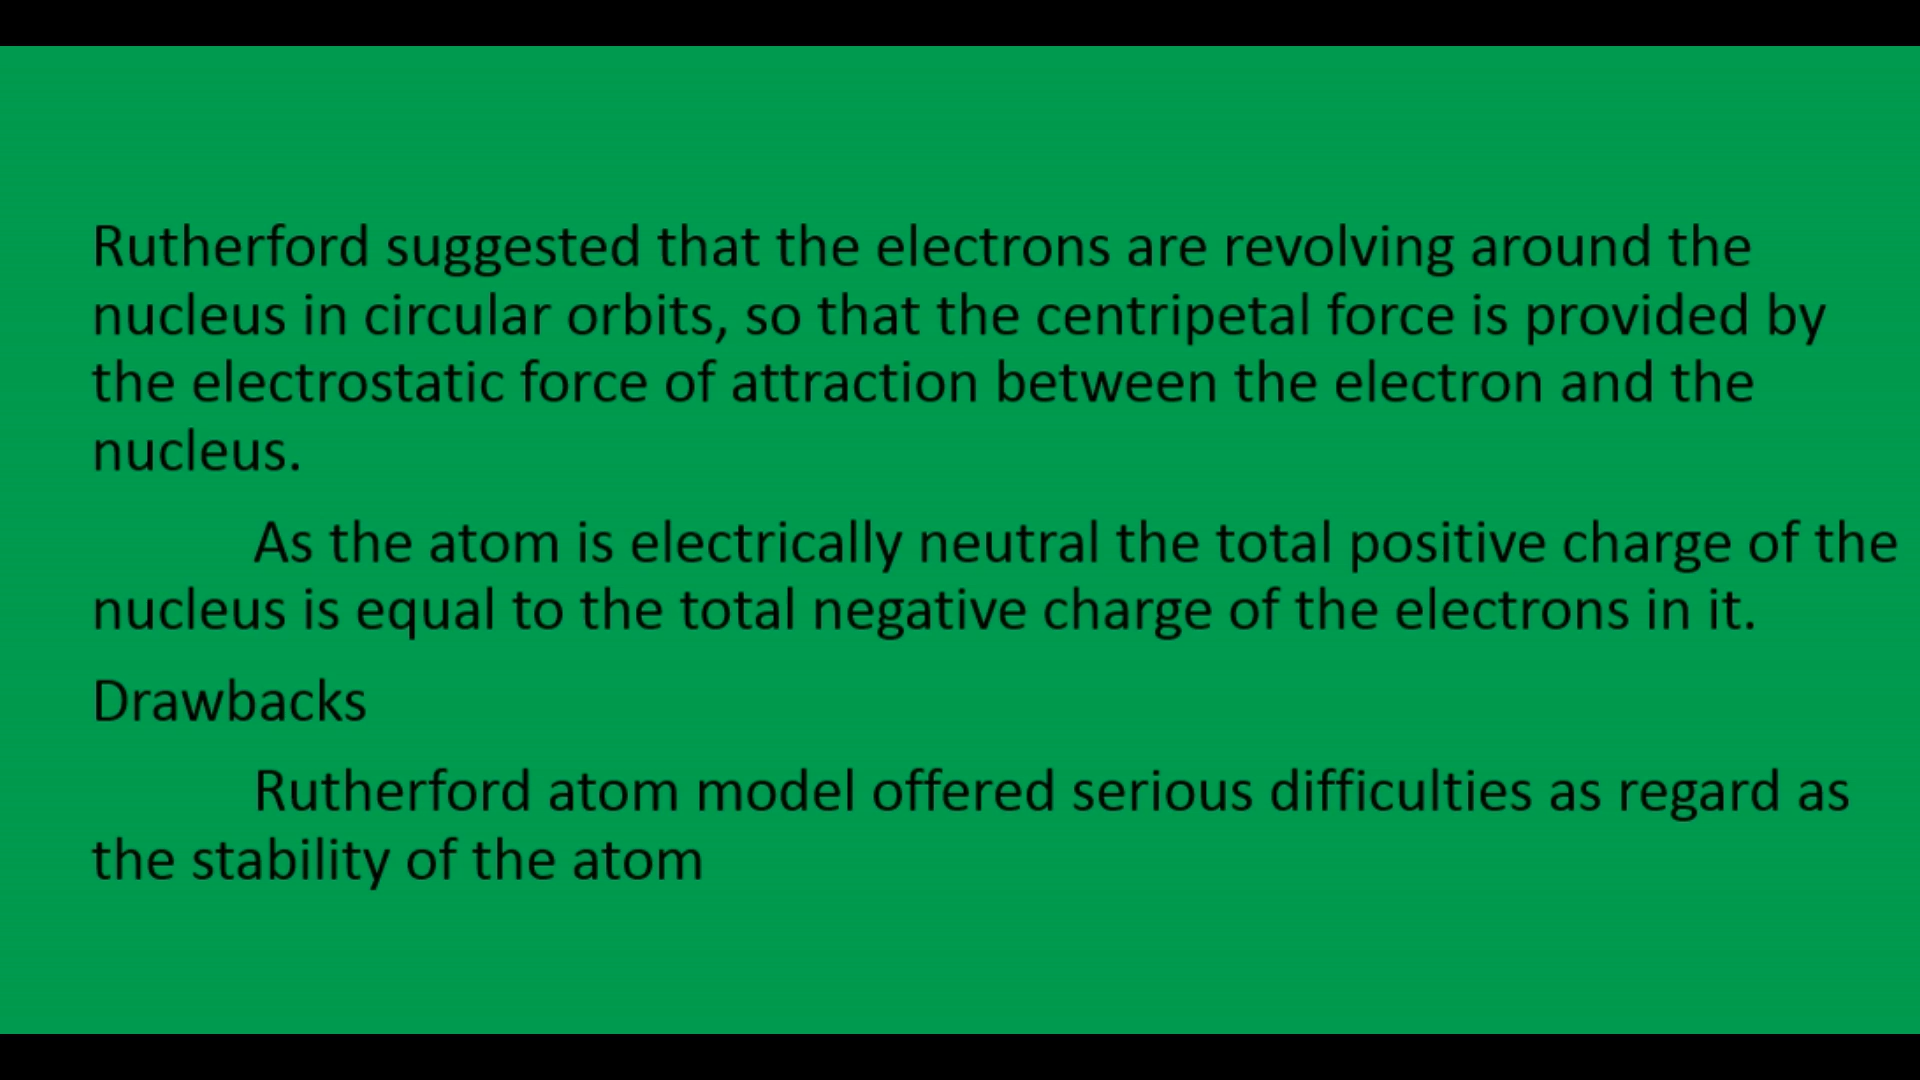 Rutherford suggested that the electrons are revolving around the
nucleus in circular orbits, so that the centripetal force is provided by
the electrostatic force of attraction between the electron and the
nucleus.
As the atom is electrically neutral the total positive charge of the
nucleus is equal to the total negative charge of the electrons in it.
Drawbacks
Rutherford atom model offered serious difficulties as regard as
the stability of the atom